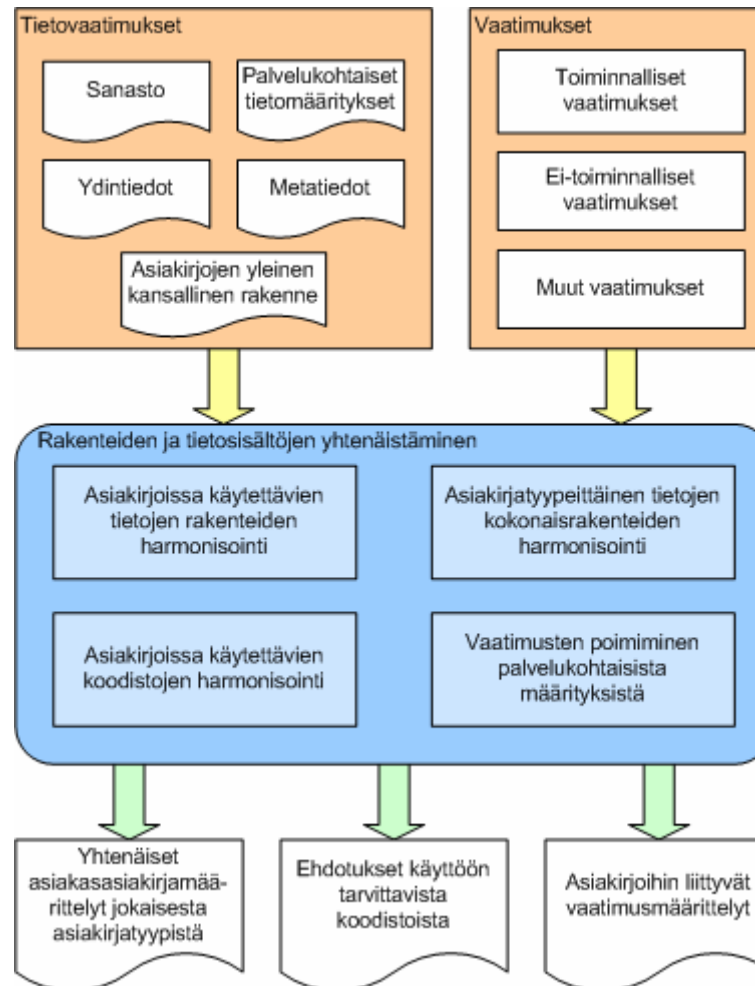 Tietovaatimukset
Sanasto
Palvelukohtaiset
tietomääritykset
Ydintiedot
Metatiedot
Asiakirjojen yleinen
kansallinen rakenne
Vaatimukset
Toiminnalliset
vaatimukset
Ei-toiminnalliset
vaatimukset
Muut vaatimukset
Rakenteiden ja tietosisältöjen yhtenäistäminen
Asiakirjoissa käytettävien
tietojen rakenteiden
harmonisointi
Asiakirjatyypeittäinen tietojen
kokonaisrakenteiden
harmonisointi
Asiakirjoissa käytettävien
koodistojen harmonisointi
Vaatimusten poimiminen
palvelukohtaisista
määrityksistä
Yhtenäiset
asiakasasiakirjamää-
rittelyt jokaisesta
asiakirjatyypistä
Ehdotukset käyttöön
tarvittavista
koodistoista
Asiakirjoihin liittyvät
vaatimusmäärittelyt